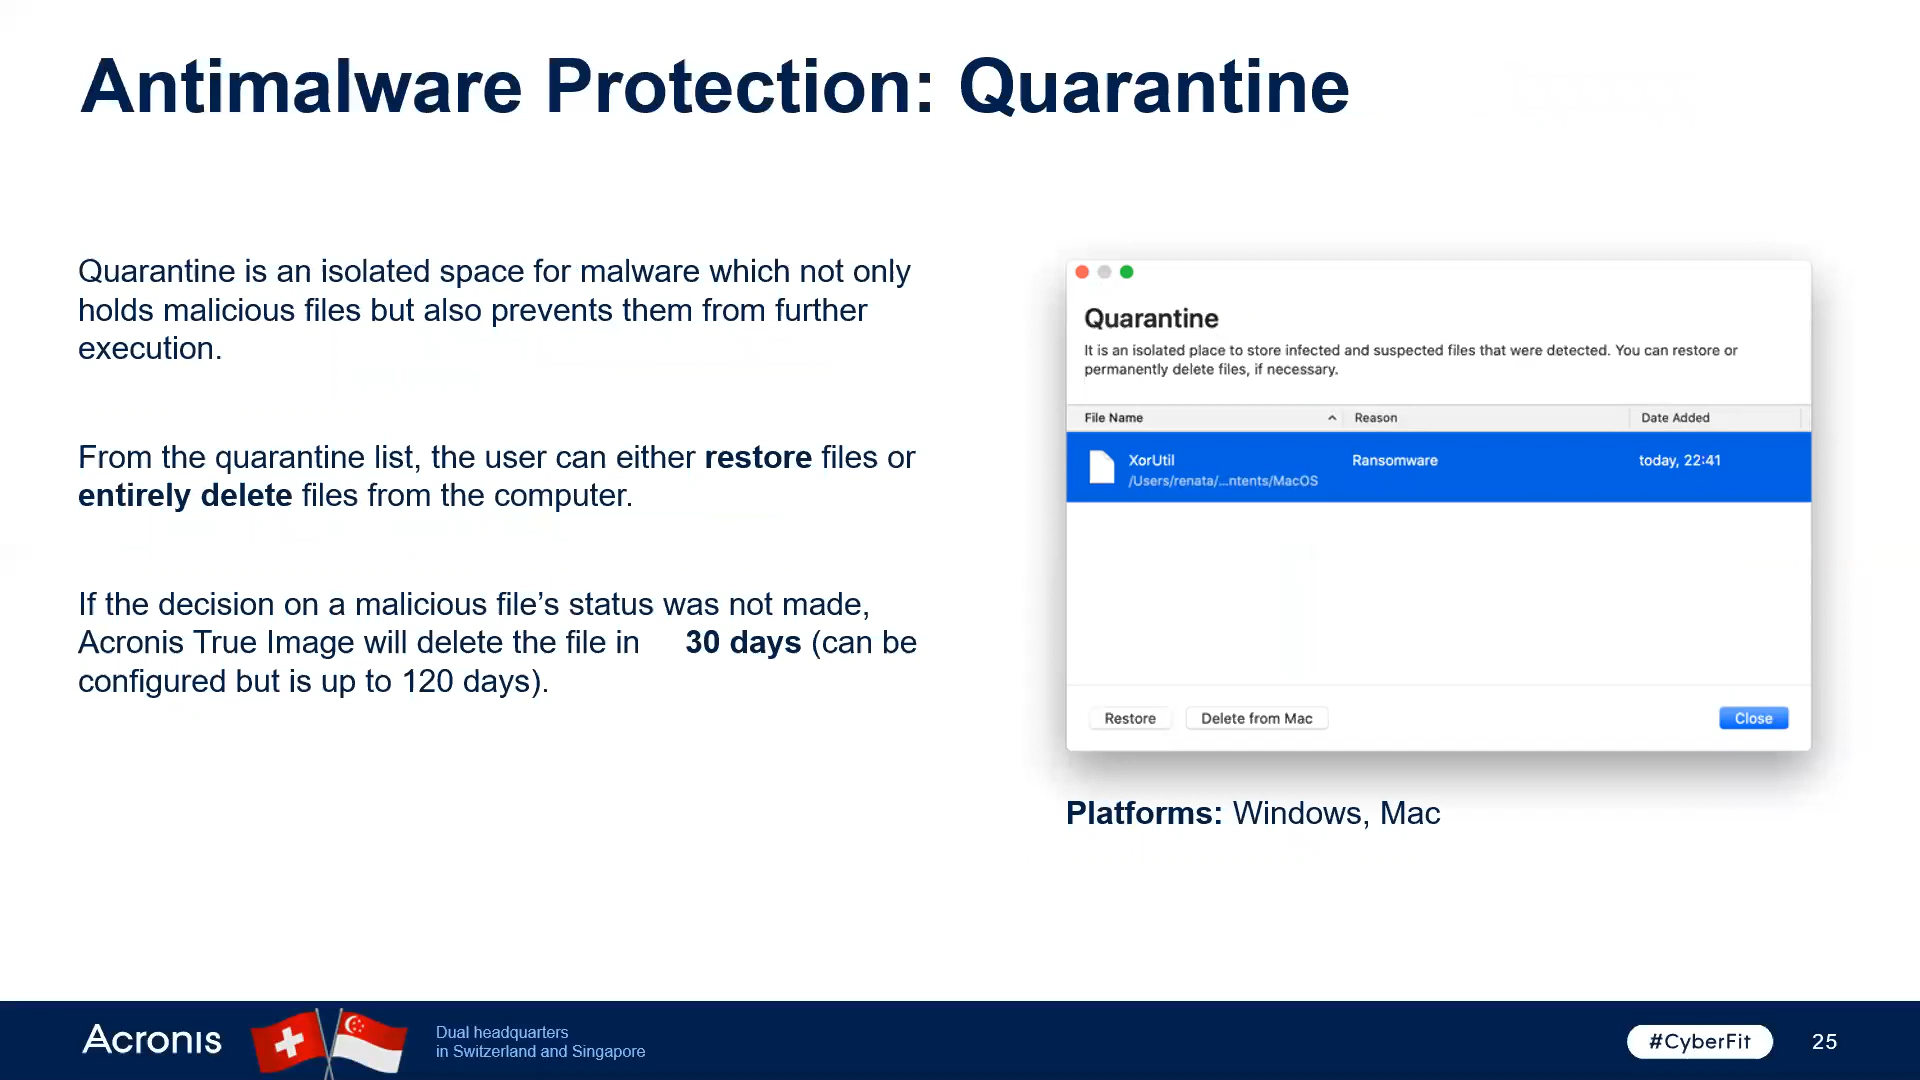 Antimalware Protection: Quarantine
Quarantine is an isolated space for malware which not only
holds malicious files but also prevents them from further
execution.
From the quarantine list, the user can either restore files or
entirely delete files from the computer.
If the decision on a malicious file’s status was not made,
Acronis True Image will delete the file in 30 days (can be
configured but is up to 120 days).
Quarantine
It is an isolated place to store infected and suspected files that were detected. You can restore or
permanently delete files, if necessary.
File Name Reason Date Added
XorUtil Ransomware today, 22:41
/Users/renata/...ntents/MacOS
Restore Delete from Mac Close
Platforms: Windows, Mac
Acronis
Dual headquarters
in Switzerland and Singapore
#CyberFit 25